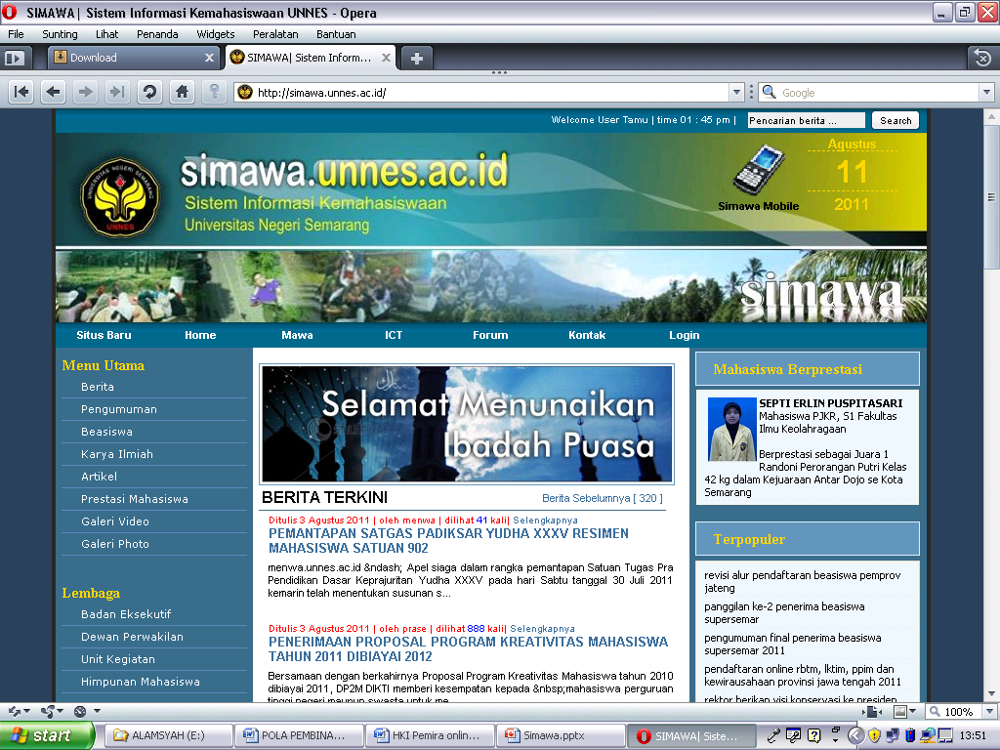 SIMAWA| Sistem Informasi Kemahasiswaan UNNES - Opera
File Sunting Lihat Penanda Widgets Peralatan Bantuan
Download
SIMAWA| Sistem Inform...
http://simawa.unnes.ac.id/
Google
Welcome User Tamu | time 01 : 45 pm |
Pencarian berita ...
Search
UNIVERSITAS NEGERI SEMARANG
UNNES
simawa.unnes.ac.id
Sistem Informasi Kemahasiswaan
Universitas Negeri Semarang
Simawa Mobile
Agustus
11
2011
simawa
Situs Baru Home Mawa ICT Forum Kontak Login
Menu Utama
Berita
Pengumuman
Beasiswa
Karya Ilmiah
Artikel
Prestasi Mahasiswa
Galeri Video
Galeri Photo
Lembaga
Badan Eksekutif
Dewan Perwakilan
Unit Kegiatan
Himpunan Mahasiswa
Selamat Menunaikan
Ibadah Puasa
BERITA TERKINI
Berita Sebelumnya [ 320 ]
Ditulis 3 Agustus 2011 | oleh menwa | dilihat 41 kali| Selengkapnya
PEMANTAPAN SATGAS PADIKSAR YUDHA XXXV RESIMEN
MAHASISWA SATUAN 902
menwa.unnes.ac.id &ndash; Apel siaga dalam rangka pemantapan Satuan Tugas Pra
Pendidikan Dasar Keprajuritan Yudha XXXV pada hari Sabtu tanggal 30 Juli 2011
kemarin telah menentukan susunan s...
Ditulis 3 Agustus 2011 | oleh prase | dilihat 888 kali| Selengkapnya
PENERIMAAN PROPOSAL PROGRAM KREATIVITAS MAHASISWA
TAHUN 2011 DIBIAYAI 2012
Bersamaan dengan berkahirnya Proposal Program Kreativitas Mahasiswa tahun 2010
dibiayai 2011, DP2M DIKTI memberi kesempatan kepada &nbsp;mahasiswa perguruan
tinggi negeri maupun swasta untuk me...
Mahasiswa Berprestasi
SEPTI ERLIN PUSPITASARI
Mahasiswa PJKR, S1 Fakultas
Ilmu Keolahragaan
Berprestasi sebagai Juara 1
Randoni Perorangan Putri Kelas
42 kg dalam Kejuaraan Antar Dojo se Kota
Semarang
Terpopuler
revisi alur pendaftaran beasiswa pemprov
jateng
panggilan ke-2 penerima beasiswa
supersemar
pengumuman final penerima beasiswa
supersemar 2011
pendaftaran online rbtm, lktim, ppim dan
kewirausahaan provinsi jawa tengah 2011
rektor berikan visi konservasi ke presiden
100%
start
ALAMSYAH (E:)
POLA PEMBINA...
HKI Pemira onlin...
Simawa.pptx
SIMAWA| Siste...
13:51